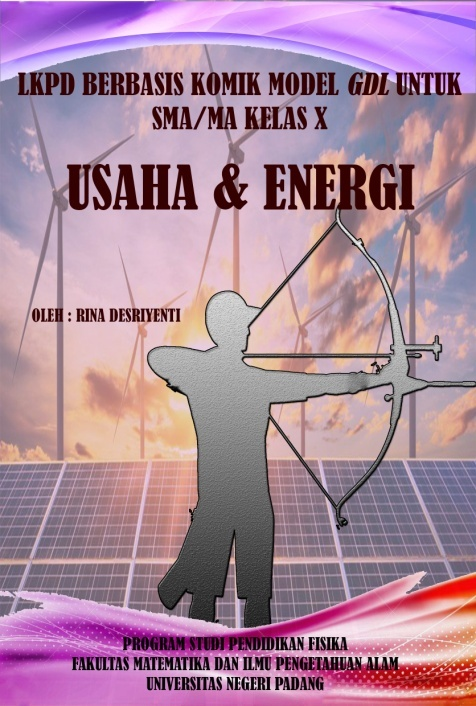 LKPD BERBASIS KOMIK MODEL GDL UNTUK
SMA/MA KELAS X
USAHA & ENERGI
OLEH : RINA DESRIYENTI
PROGRAM STUDI PENDIDIKAN FISIKA
FAKULTAS MATEMATIKA DAN ILMU PENGETAHUAN ALAM
UNIVERSITAS NEGERI PADANG